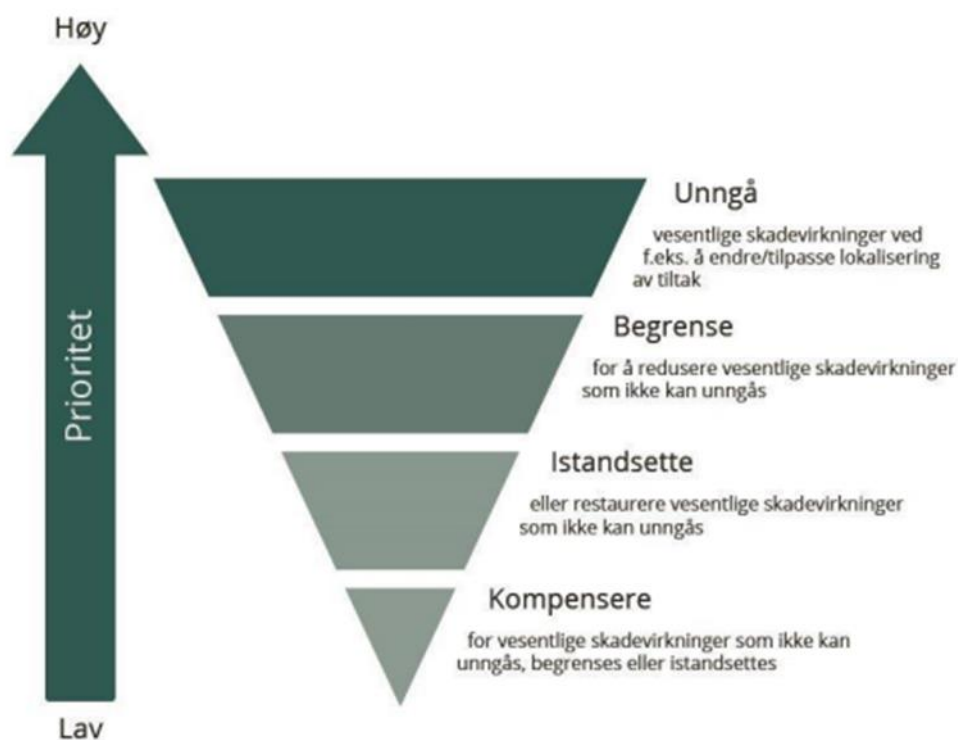 Høy
Prioritet
Lav
Unngå
vesentlige skadevirkninger ved
f.eks. å endre/tilpasse lokalisering
av tiltak
Begrense
for å redusere vesentlige skadevirkninger
som ikke kan unngås
Istandsette
eller restaurere vesentlige skadevirkninger
som ikke kan unngås
Kompensere
for vesentlige skadevirkninger som ikke kan
unngås, begrenses eller istandsettes